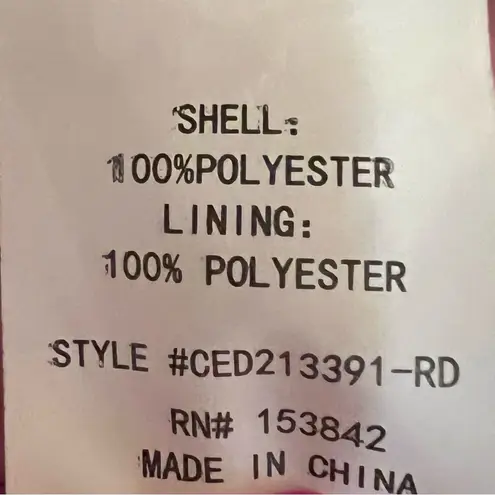 SHELL:
100%POLYESTER
LINING:
100% POLYESTER
STYLE #CED213391-RD
RN# 153842
MADE IN CHINA